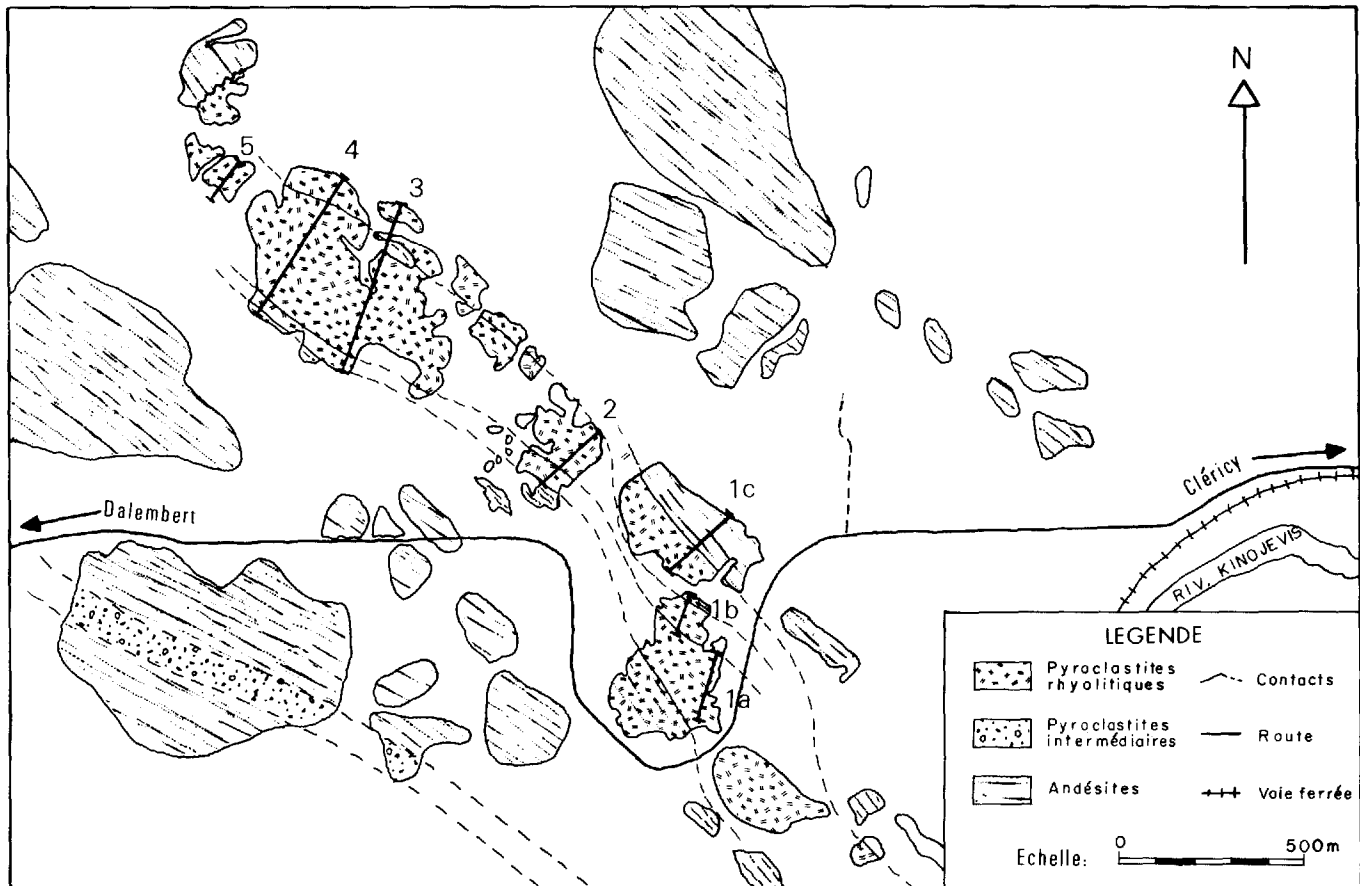 N
5
4
3
2
1c
1b
1a
Dalembert
Cléricy
RIV. KINOJEVIS
LEGENDE
Pyroclastites
rhyolitiques
Contacts
Pyroclastites
intermédiaires
Route
Andésites
Voie ferrée
Echelle: 0 500m